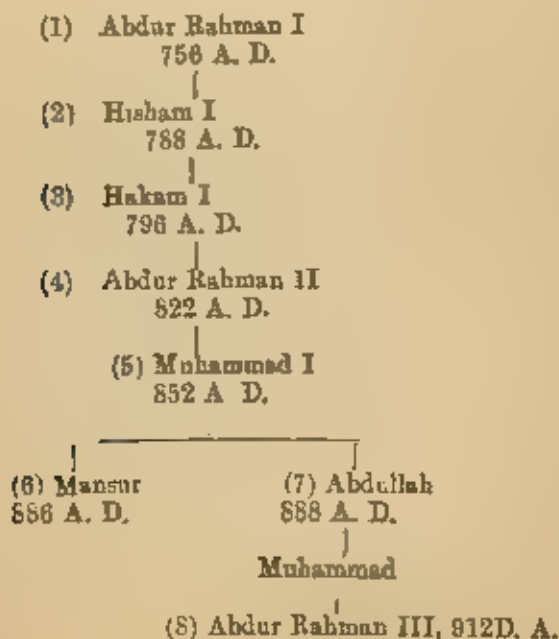 (1) Abdur Rahman I
756 A. D.
(2) Hisham I
788 A. D.
(3) Hakam I
796 A. D.
(4) Abdur Rahman II
822 A. D.
(5) Muhammad I
852 A D.
(6) Mansur (7) Abdullah
886 A. D. 888 A. D.
Muhammad
(8) Abdur Rahman III, 912D. A.